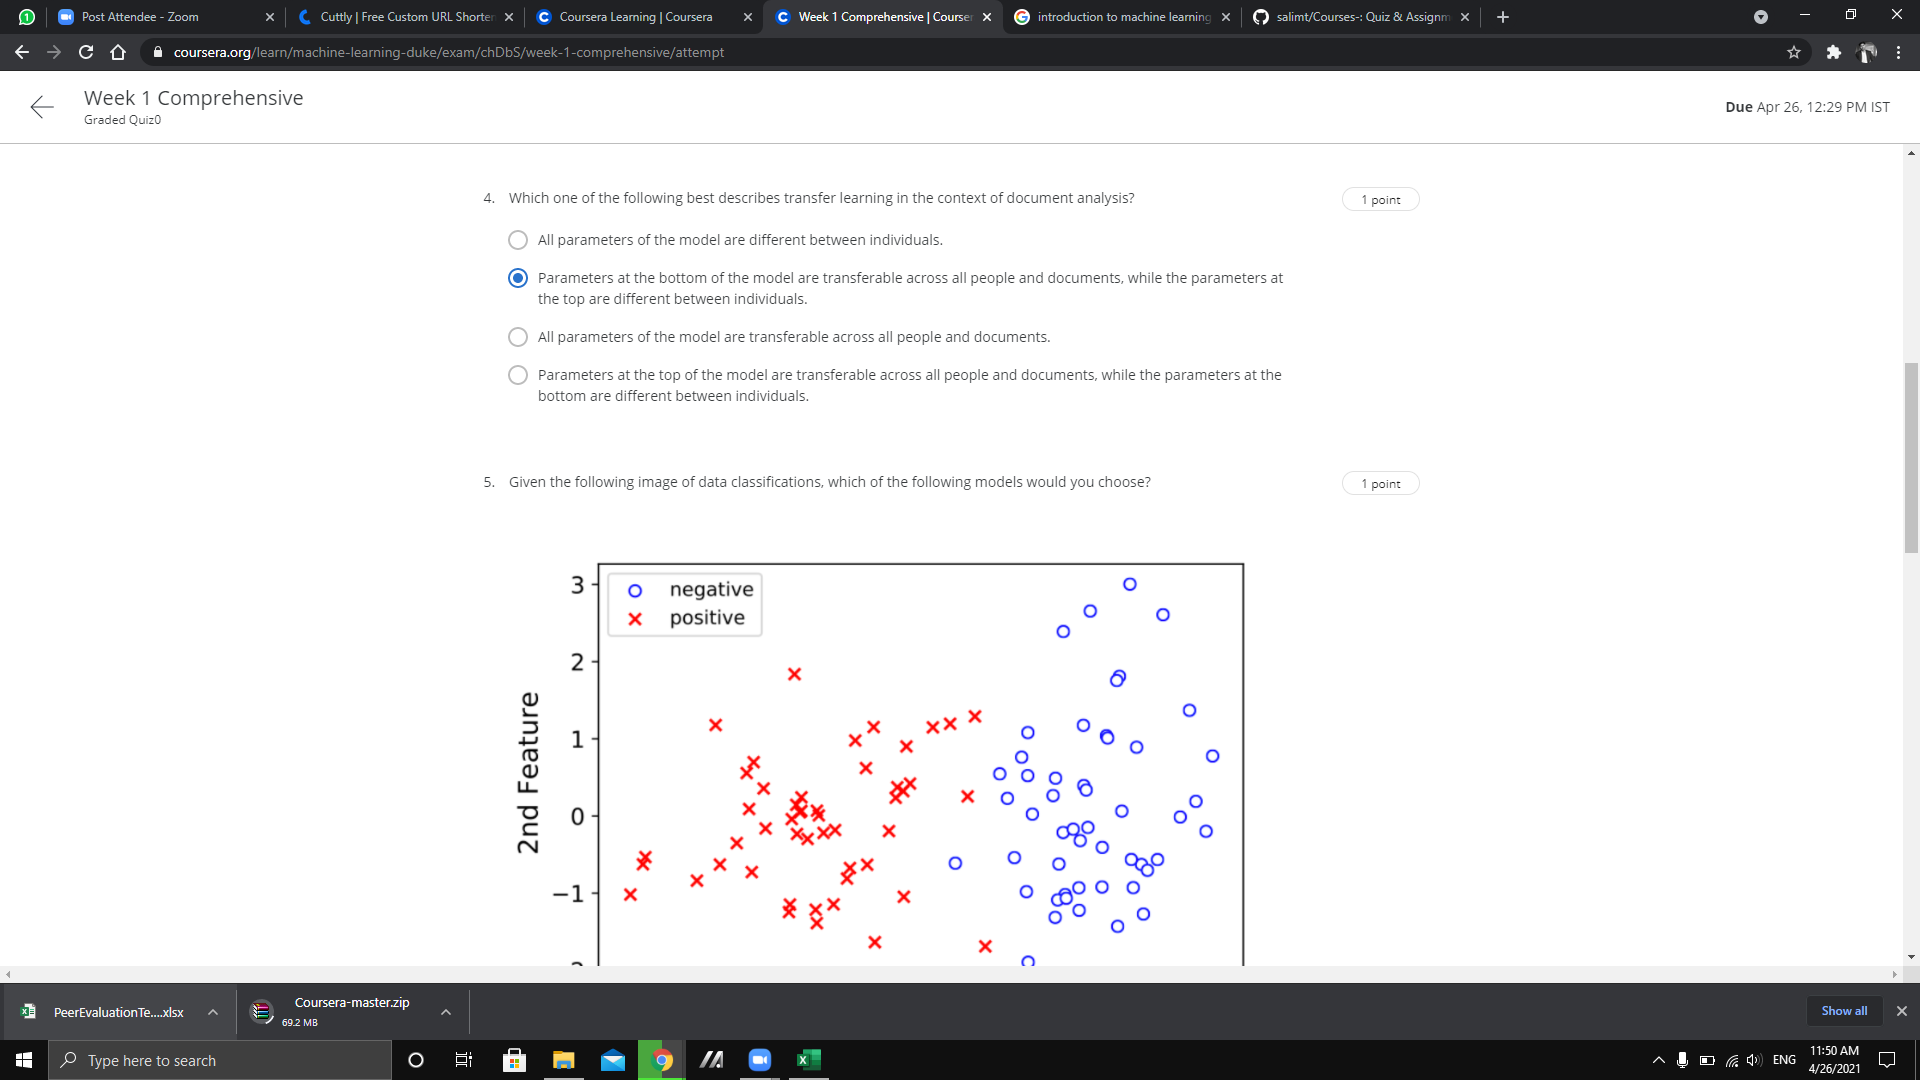 1 Post Attendee - Zoom Cuttly | Free Custom URL Shorten Coursera Learning | Coursera Week 1 Comprehensive | Courser introduction to machine learning salimt/Courses-: Quiz & Assignm
coursera.org/learn/machine-learning-duke/exam/chDbS/week-1-comprehensive/attempt
Week 1 Comprehensive
Graded Quiz0
Due Apr 26, 12:29 PM IST
4. Which one of the following best describes transfer learning in the context of document analysis?
1 point
All parameters of the model are different between individuals.
Parameters at the bottom of the model are transferable across all people and documents, while the parameters at
the top are different between individuals.
All parameters of the model are transferable across all people and documents.
Parameters at the top of the model are transferable across all people and documents, while the parameters at the
bottom are different between individuals.
5. Given the following image of data classifications, which of the following models would you choose?
1 point
negative
positive
3
2
1
0
−1
2nd Feature
PeerEvaluationTe....xlsx
Coursera-master.zip
69.2 MB
Show all
Type here to search
ENG
11:50 AM
4/26/2021